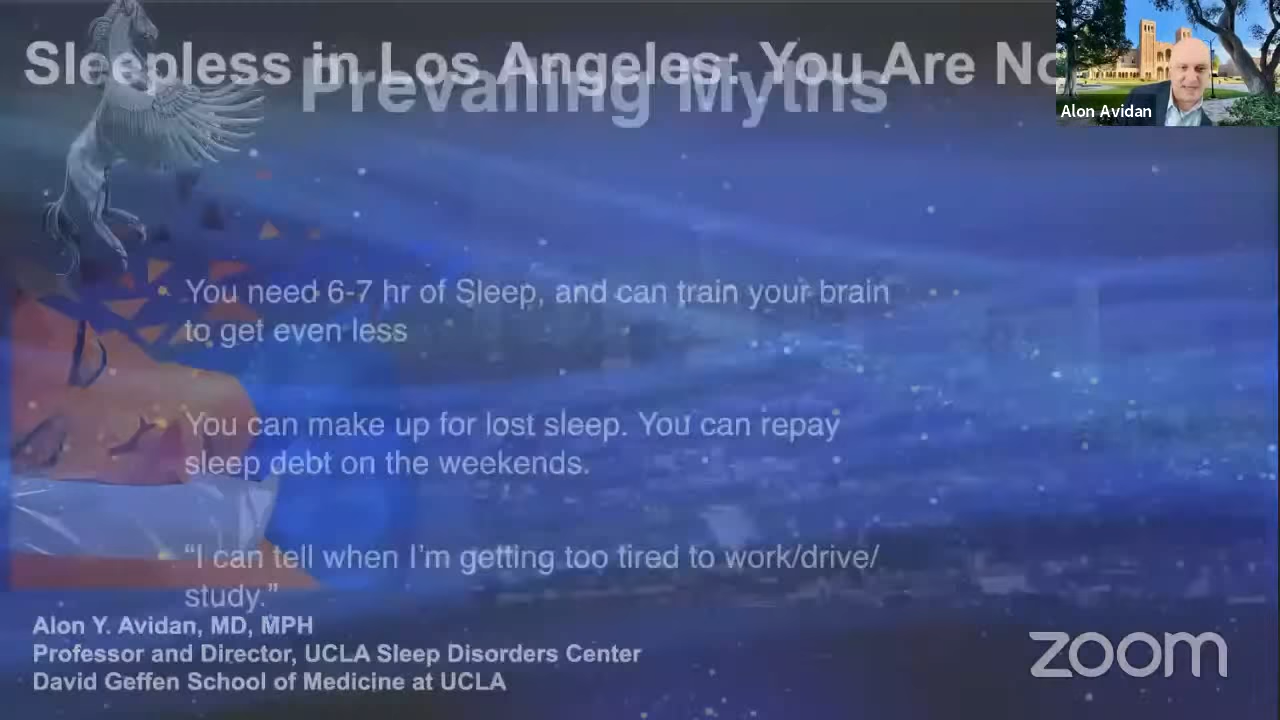 Sleepless in Los Angeles: You Are No
Prevailing Myths
Alon Avidan
You need 6-7 hr of Sleep, and can train your brain
to get even less
You can make up for lost sleep. You can repay
sleep debt on the weekends.
“I can tell when I’m getting too tired to work/drive/
study.”
Alon Y. Avidan, MD, MPH
Professor and Director, UCLA Sleep Disorders Center
David Geffen School of Medicine at UCLA
zoom